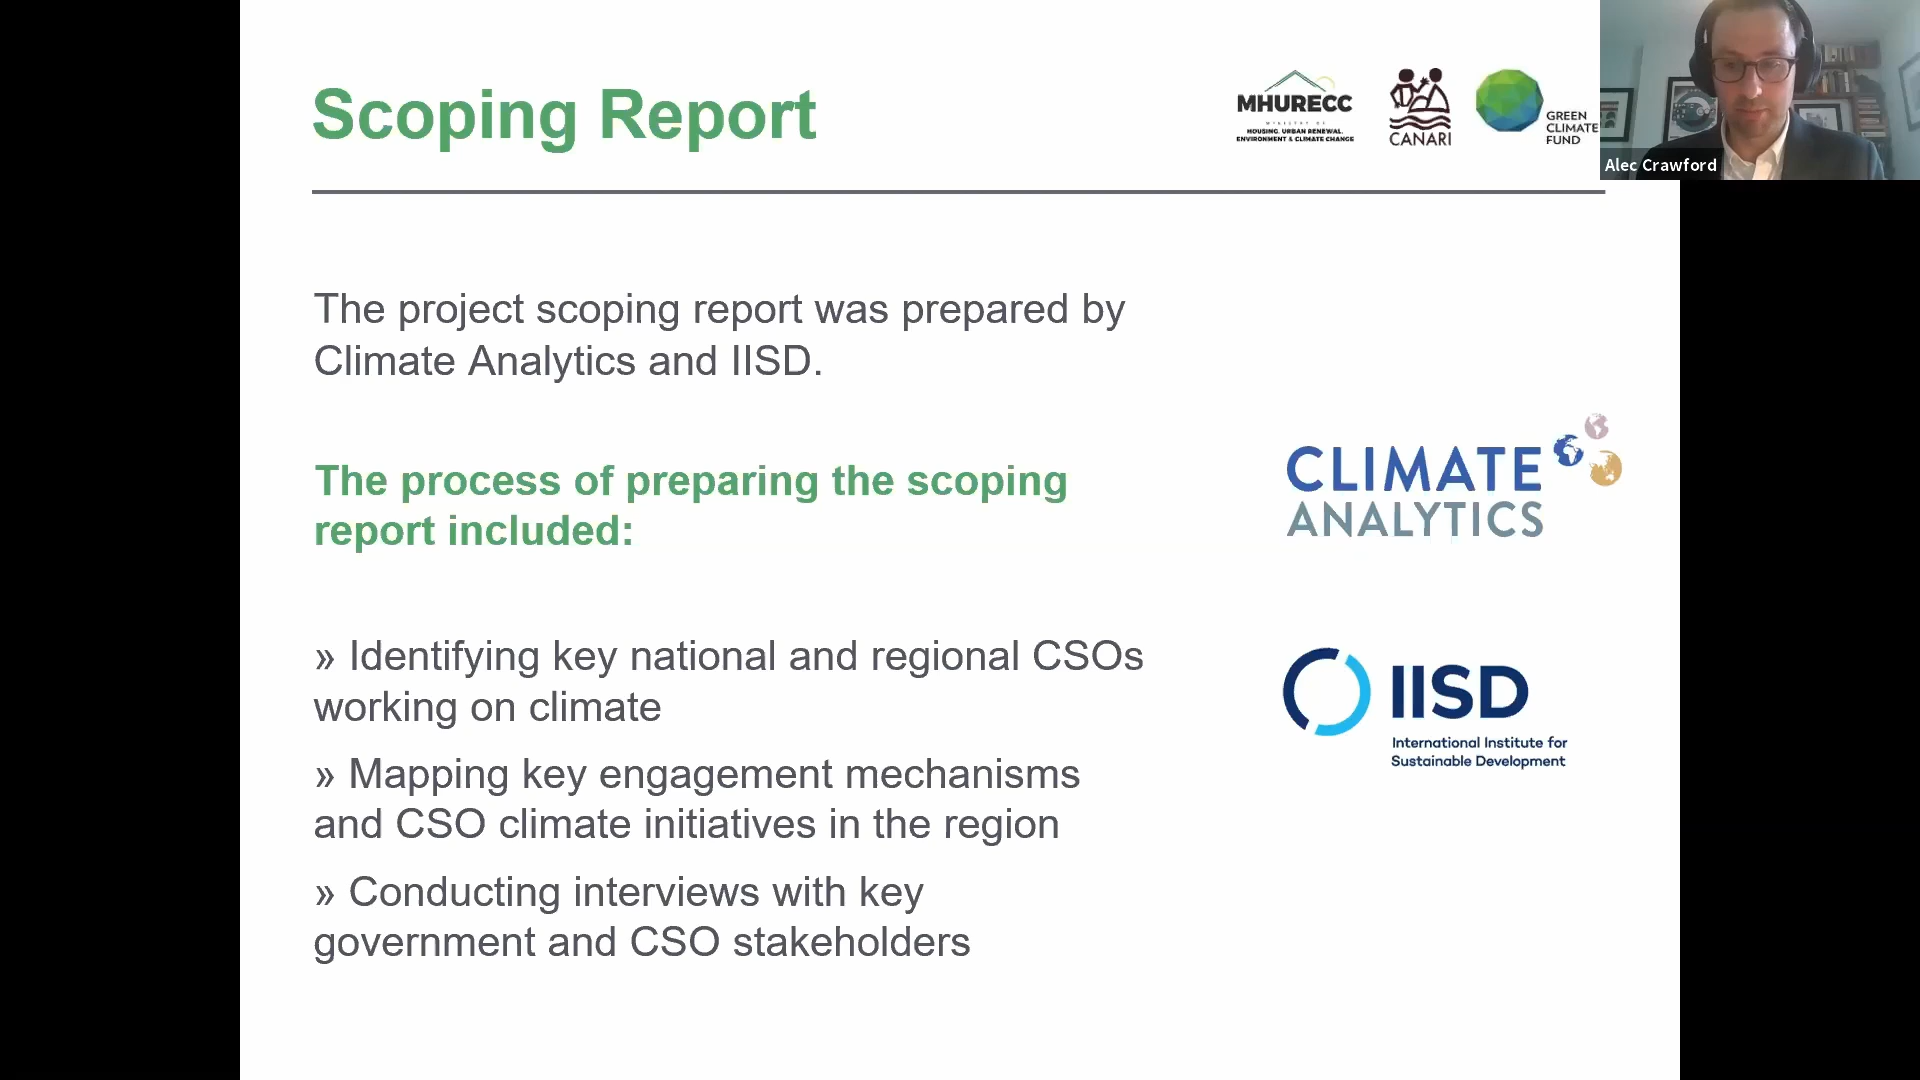 Scoping Report
MHURECC
MINISTRY OF
HOUSING, URBAN RENEWAL,
ENVIRONMENT & CLIMATE CHANGE
CANARI
GREEN
CLIMATE
FUND
Alec Crawford
The project scoping report was prepared by
Climate Analytics and IISD.
The process of preparing the scoping
report included:
» Identifying key national and regional CSOs
working on climate
» Mapping key engagement mechanisms
and CSO climate initiatives in the region
» Conducting interviews with key
government and CSO stakeholders
CLIMATE
ANALYTICS
IISD
International Institute for
Sustainable Development